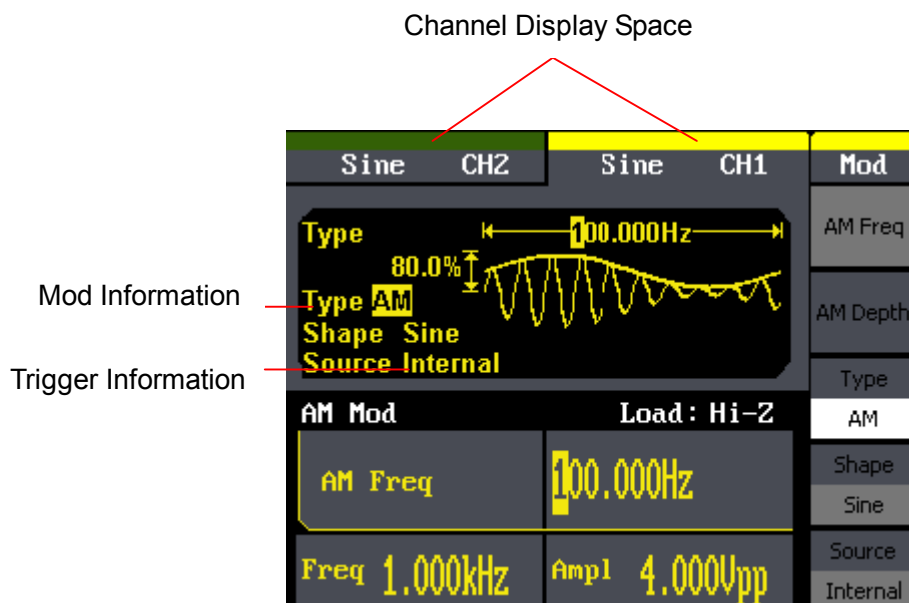 Channel Display Space
Sine CH2 Sine CH1 Mod
Type 100.000Hz AM Freq
80.0%
Mod Information Type AM AM Depth
Shape Sine
Trigger Information Source Internal
Type
AM Mod Load: Hi-Z AM
AM Freq 100.000Hz Shape
Sine
Freq 1.000kHz Ampl 4.000Vpp Source
Internal